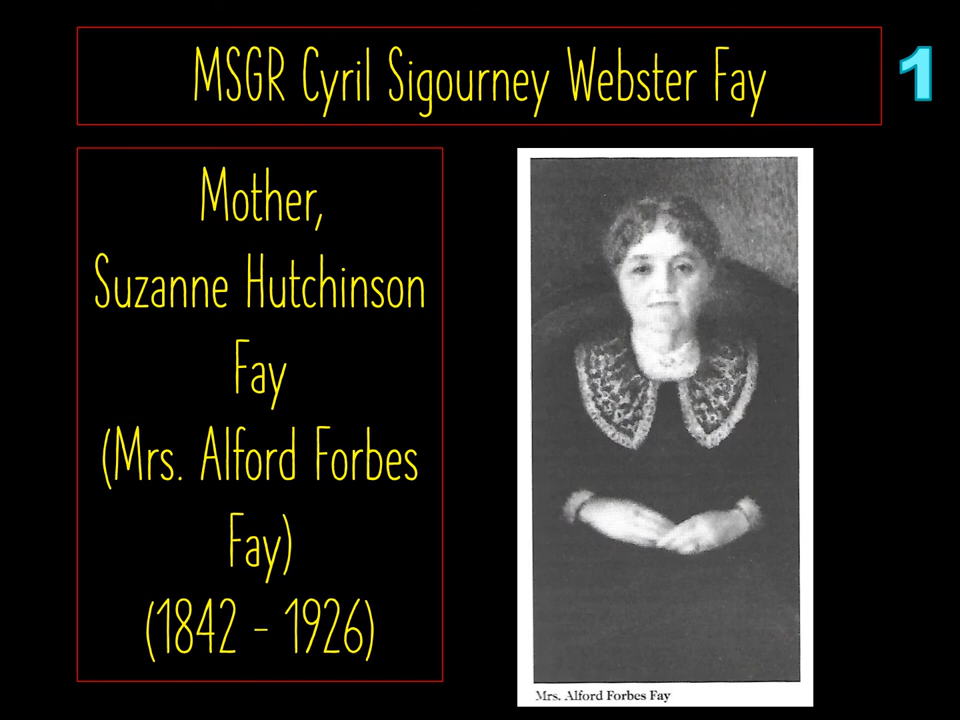 MSGR Cyril Sigourney Webster Fay
1
Mother,
Suzanne Hutchinson
Fay
(Mrs. Alford Forbes
Fay)
(1842 - 1926)
Mrs. Alford Forbes Fay